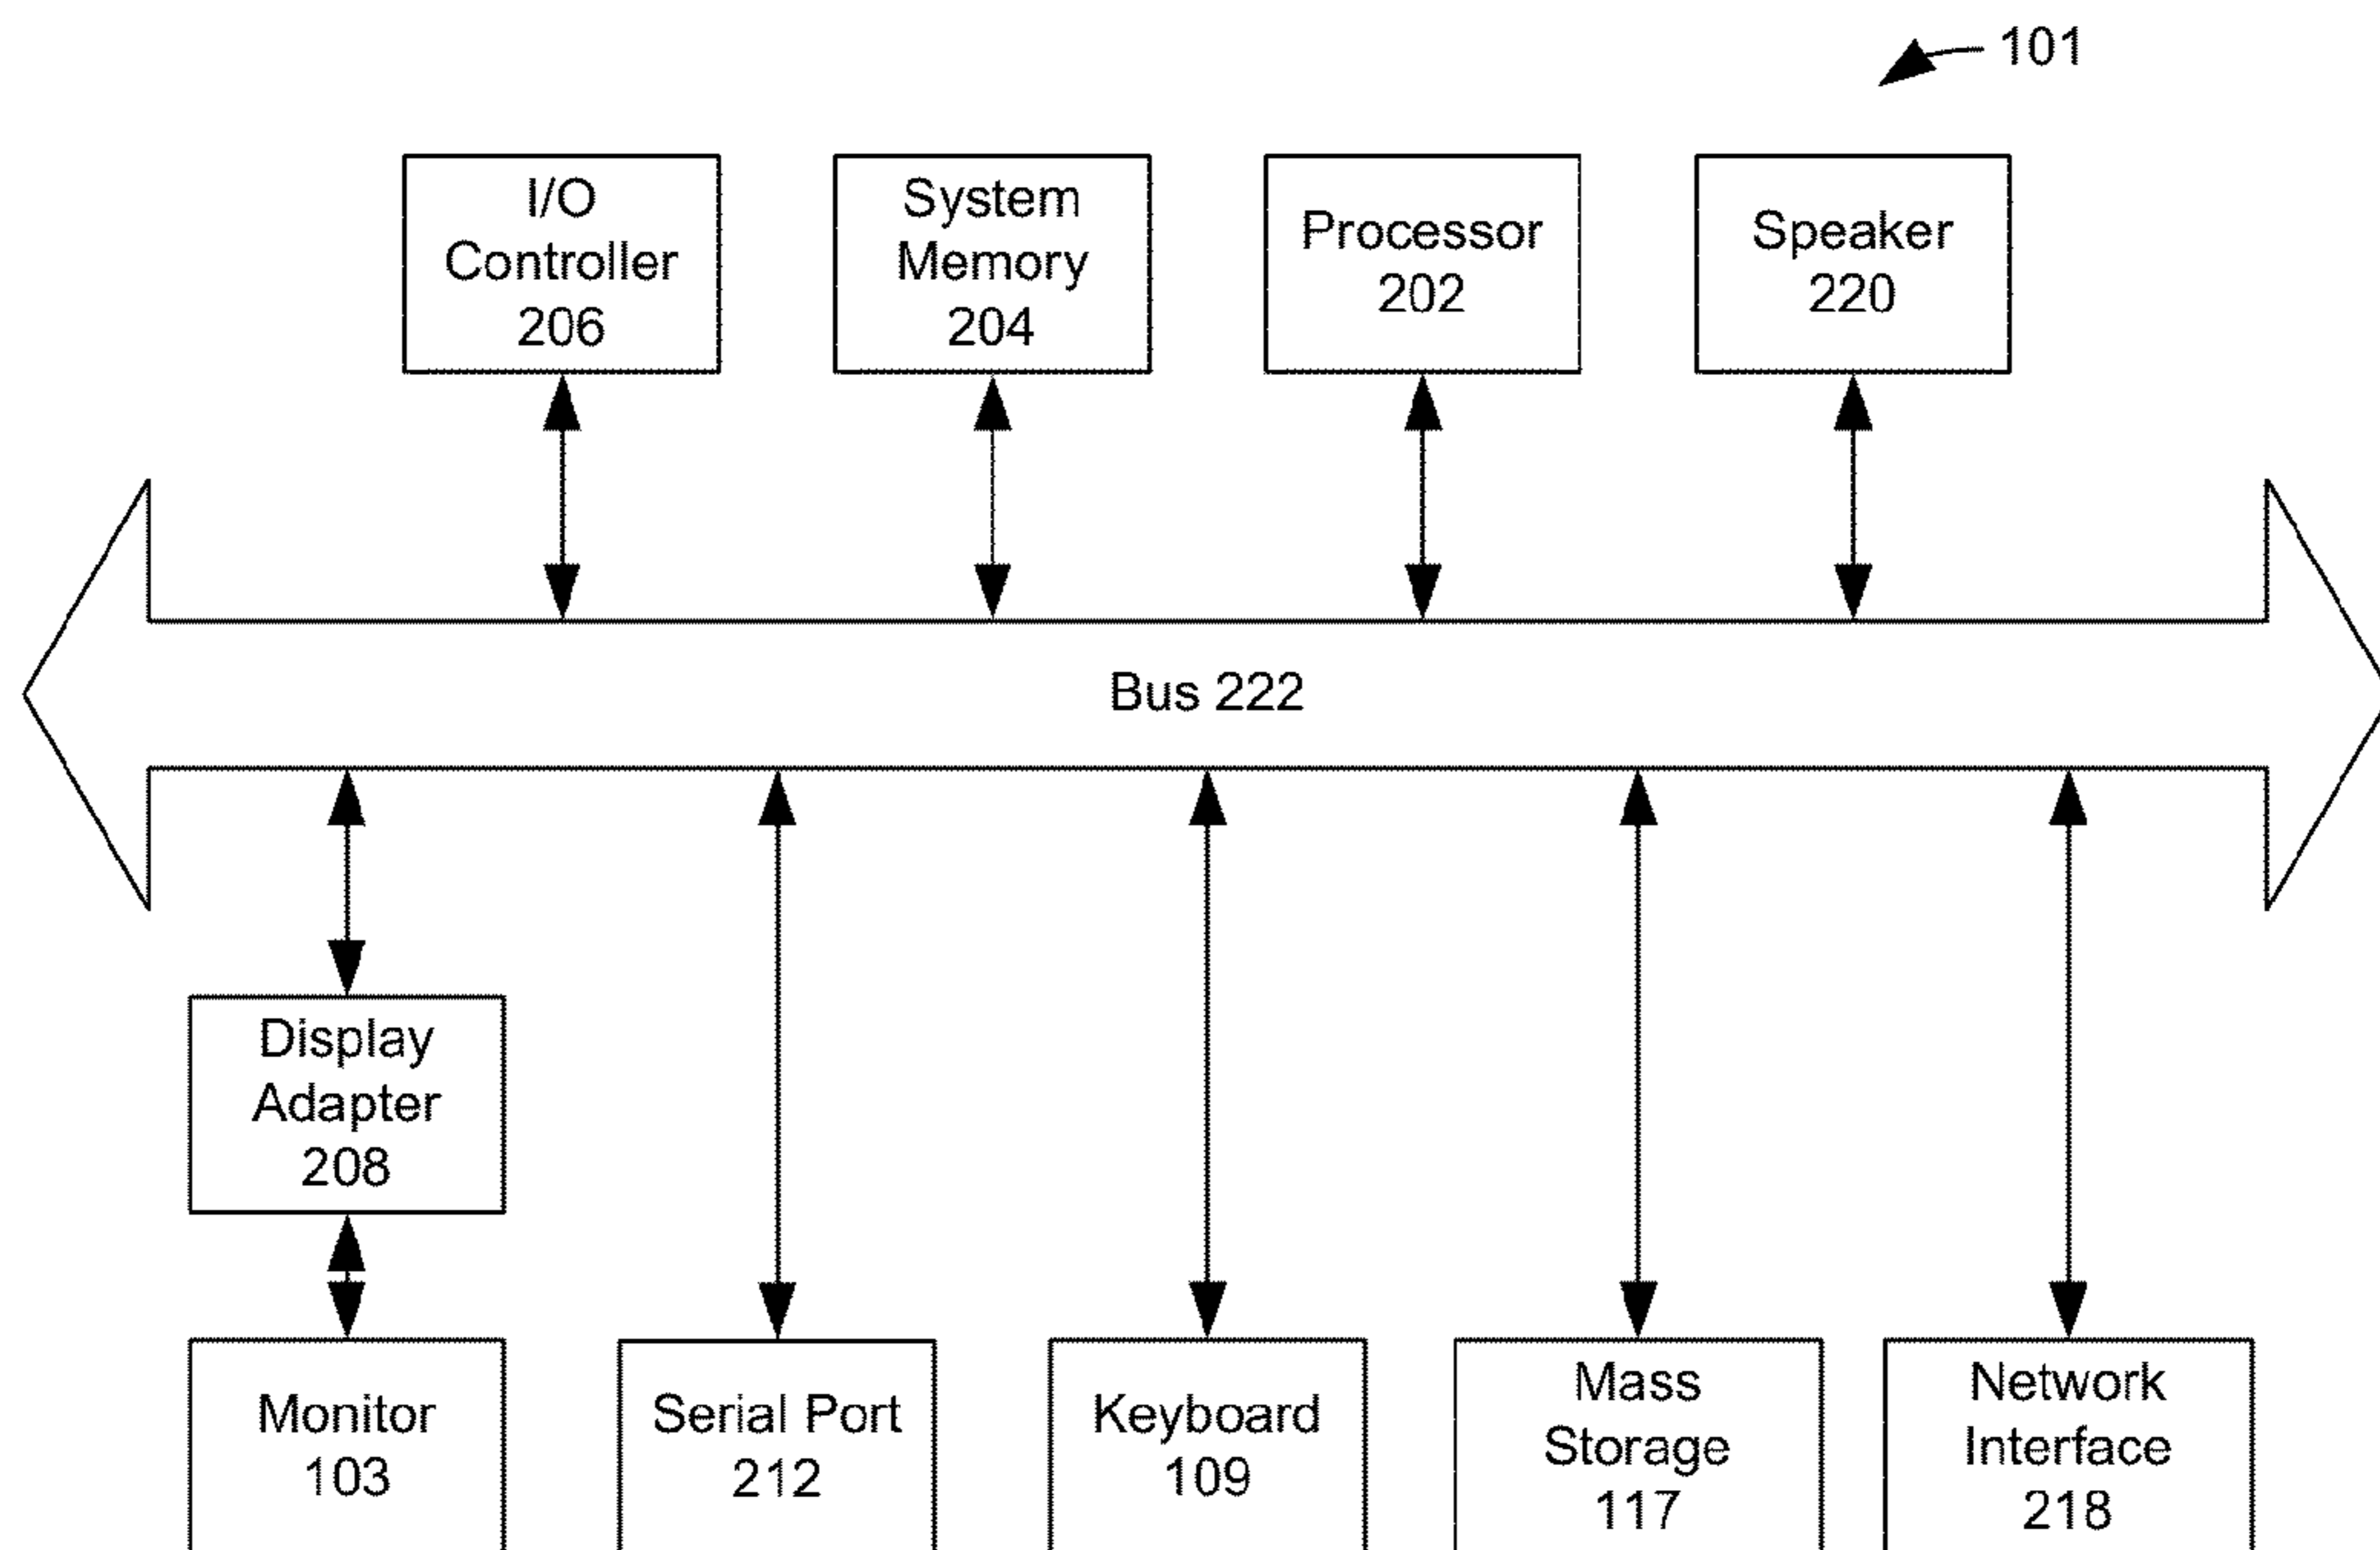 101
I/O
Controller
206
System
Memory
204
Processor
202
Speaker
220
Bus 222
Display
Adapter
208
Monitor
103
Serial Port
212
Keyboard
109
Mass
Storage
117
Network
Interface
218